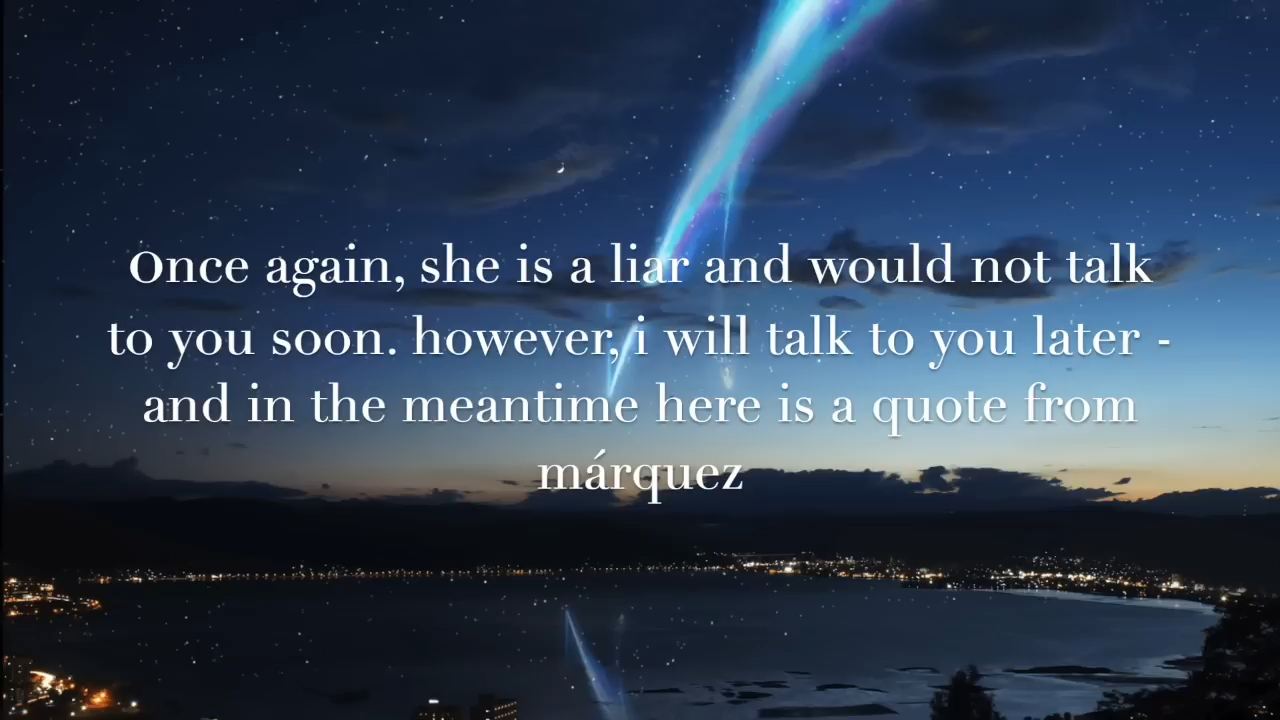 Once again, she is a liar and would not talk
to you soon. however, i will talk to you later -
and in the meantime here is a quote from
márquez